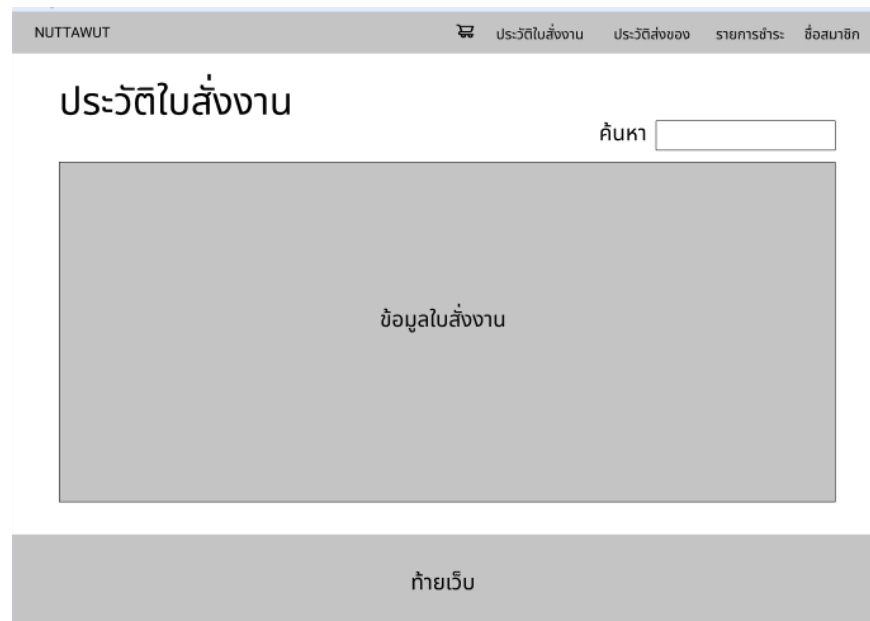 NUTTAWUT ประวัติใบสั่งงาน ประวัติส่งของ รายการชำระ ชื่อสมาชิก
ประวัติใบสั่งงาน
ค้นหา
ข้อมูลใบสั่งงาน
ท้ายเว็บ